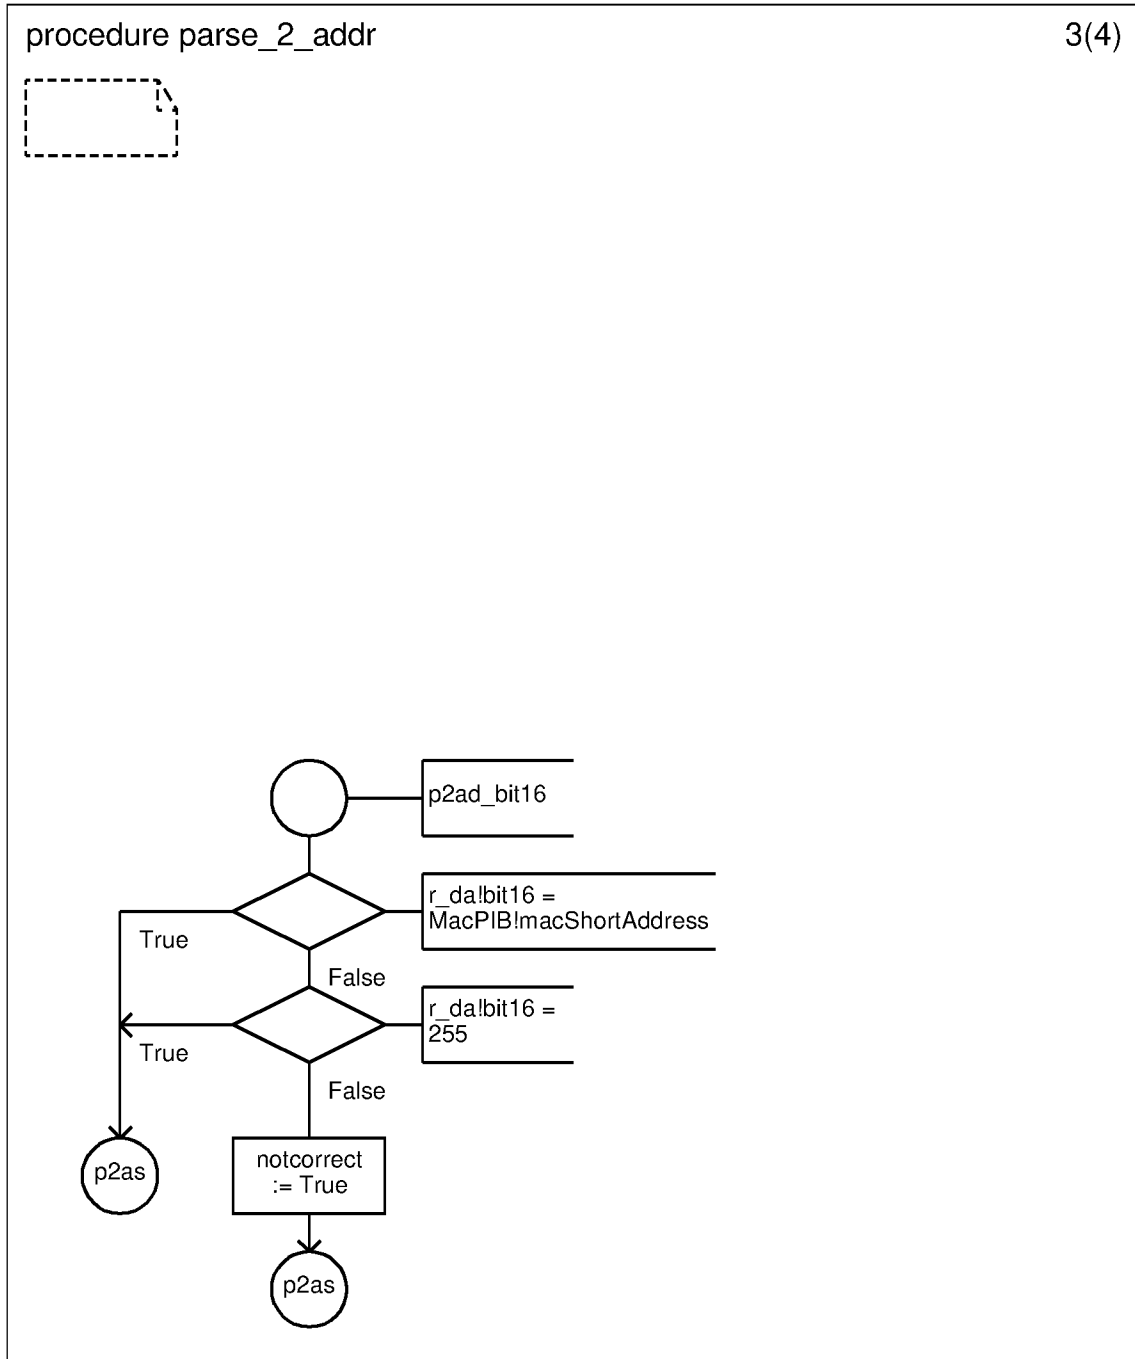 procedure parse_2_addr
3(4)
p2ad_bit16
r_da!bit16 =
MacPIB!macShortAddress
True
False
r_da!bit16 =
255
True
False
notcorrect
:= True
p2as
p2as